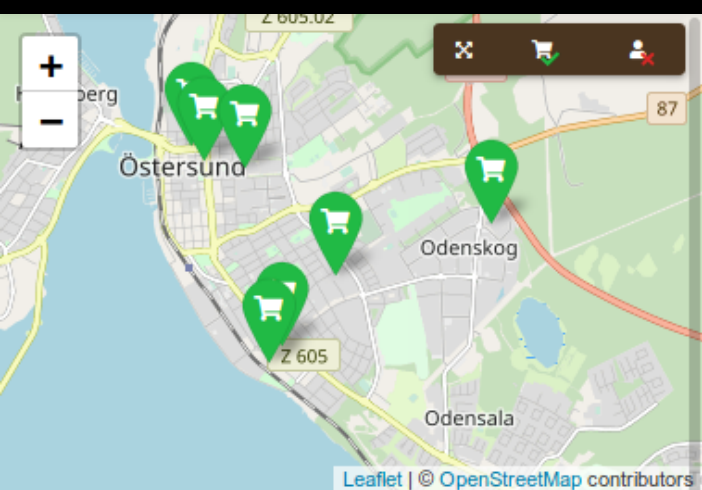 Z 605.02
+
−
87
Östersund
Odenskog
Z 605
Odensala
Leaflet | © OpenStreetMap contributors